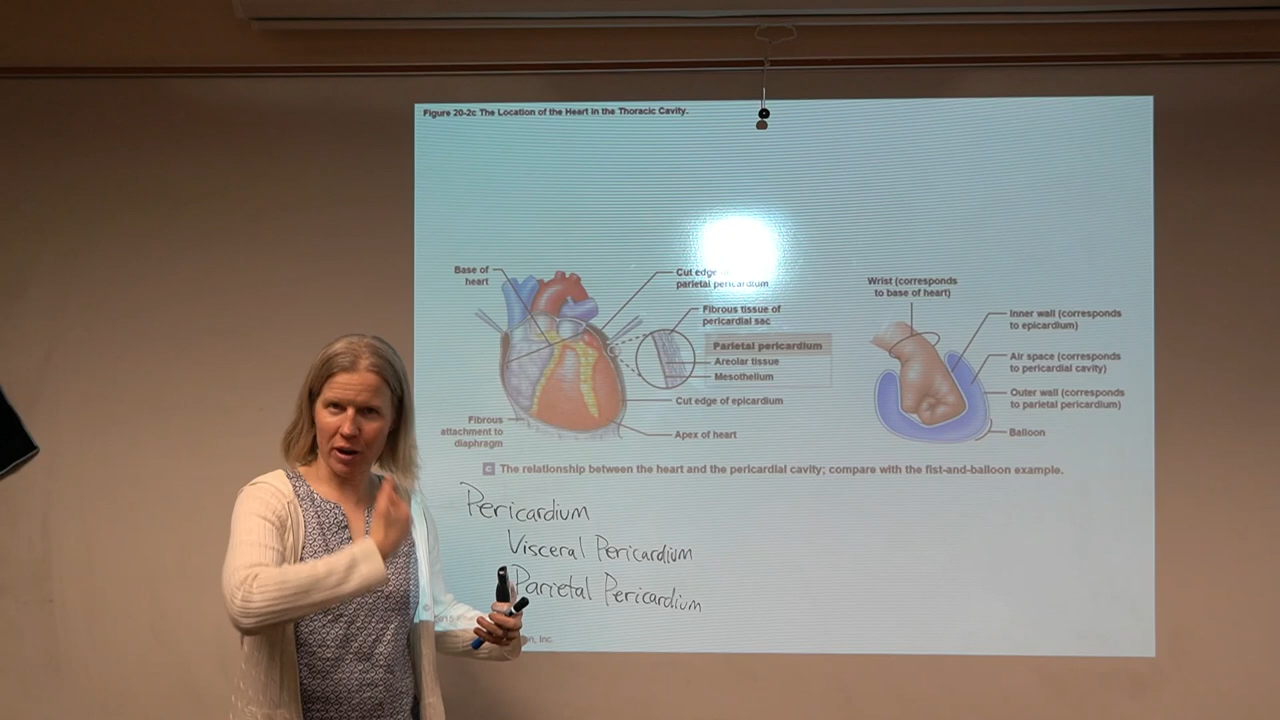 Figure 20-2c The Location of the Heart in the Thoracic Cavity.
Base of
heart
Cut edge
parietal pericardium
Fibrous tissue of
pericardial sac
Parietal pericardium
Areolar tissue
Mesothelium
Cut edge of epicardium
Fibrous
attachment to
diaphragm
Apex of heart
Wrist (corresponds
to base of heart)
Inner wall (corresponds
to epicardium)
Air space (corresponds
to pericardial cavity)
Outer wall (corresponds
to parietal pericardium)
Balloon
c The relationship between the heart and the pericardial cavity; compare with the fist-and-balloon example.
Pericardium
Visceral Pericardium
Parietal Pericardium
Inc.